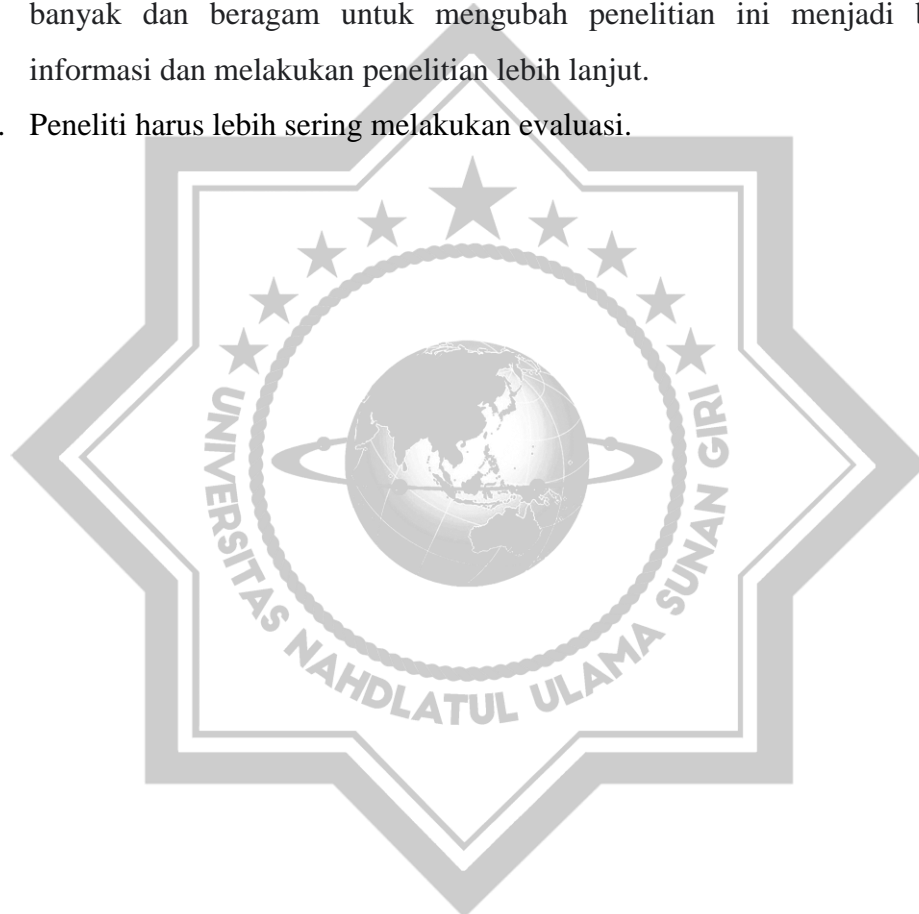 banyak dan beragam untuk mengubah penelitian ini menjadi
informasi dan melakukan penelitian lebih lanjut.
. Peneliti harus lebih sering melakukan evaluasi.
UNIVERSITAS NAHDLATUL ULAMA SUNAN GIRI